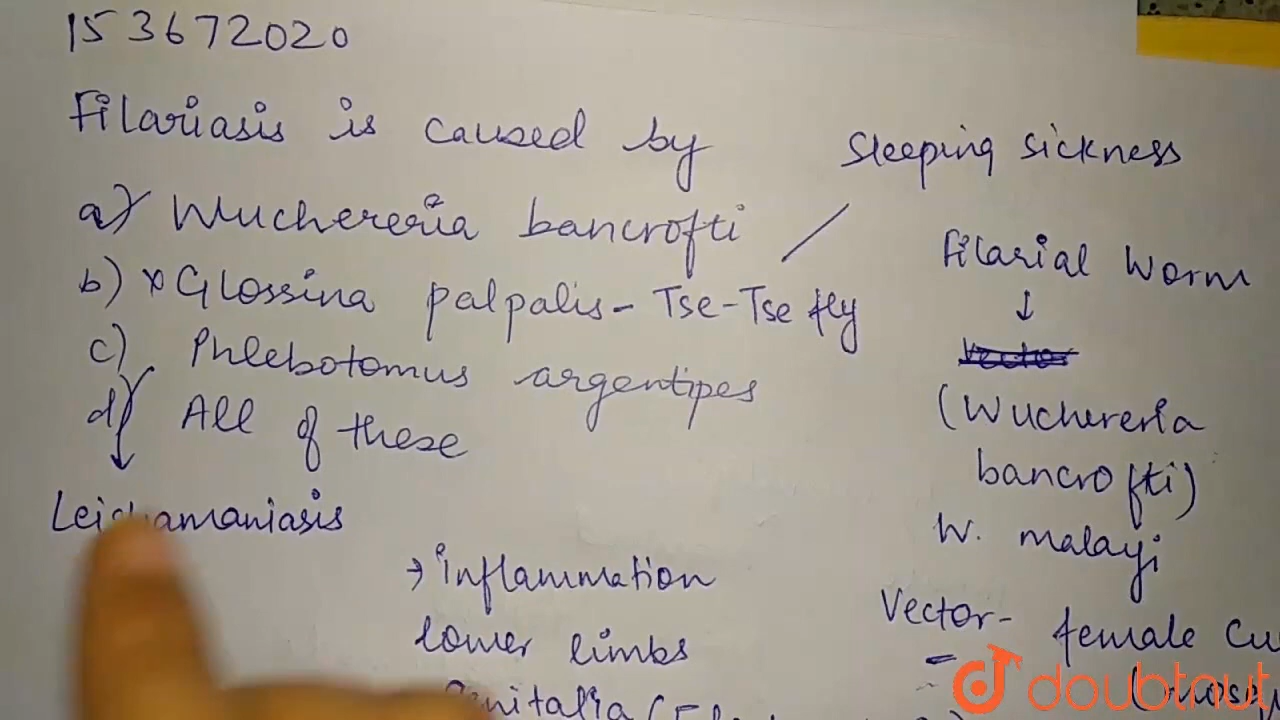 153672020
Filariasis is caused by
a) Wuchereria bancrofti
b) x Glossina palpalis - Tse-Tse fly
c) Phlebotomus argentipes
d) All of these
Sleeping sickness
Filarial Worm
(Wuchereria
bancrofti)
W. malayi
Vector - female
→ inflammation
lower limbs
doubtnut